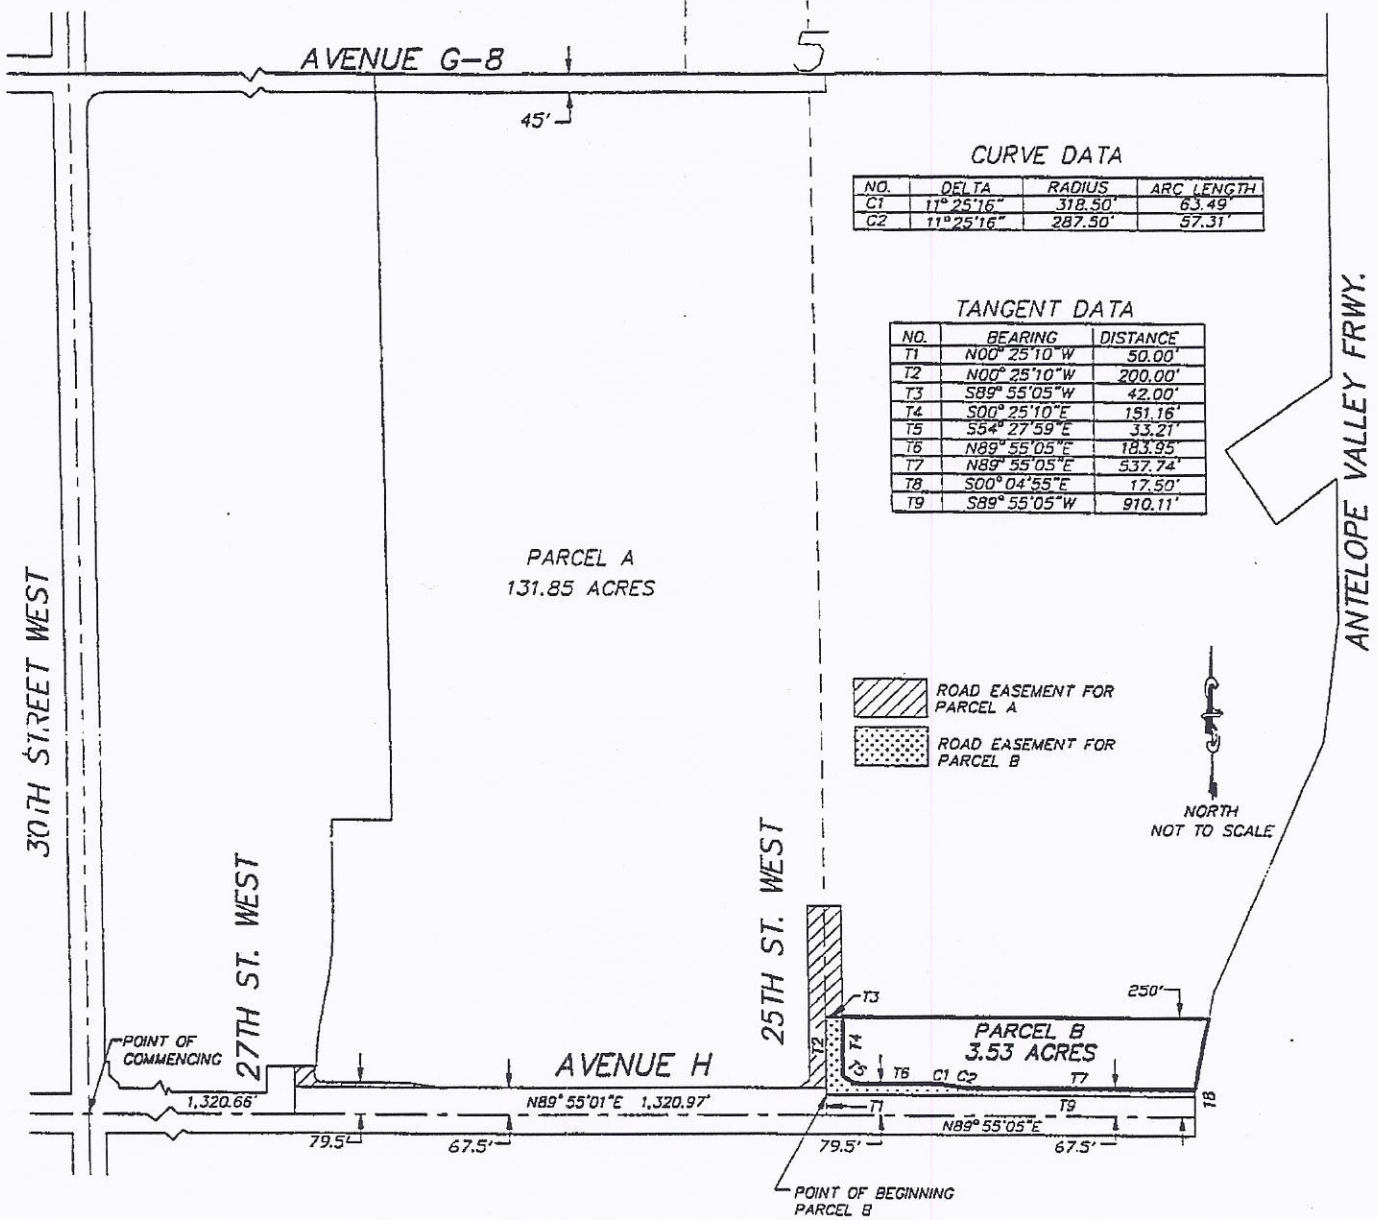 5
AVENUE G-8
45'
CURVE DATA
NO. DELTA RADIUS ARC LENGTH
C1 11°25'16" 318.50' 63.49'
C2 11°25'16" 287.50' 57.31'
TANGENT DATA
NO. BEARING DISTANCE
T1 N00°25'10"W 50.00'
T2 N00°25'10"W 200.00'
T3 S89°55'05"W 42.00'
T4 S00°25'10"E 151.16'
T5 S54°27'59"E 33.21'
T6 N89°55'05"E 183.95'
T7 N89°55'05"E 537.74'
T8 S00°04'55"E 17.50'
T9 S89°55'05"W 910.11'
ANTELOPE VALLEY FRWY.
PARCEL A
131.85 ACRES
30TH STREET WEST
ROAD EASEMENT FOR
PARCEL A
ROAD EASEMENT FOR
PARCEL B
NORTH
NOT TO SCALE
27TH ST. WEST
25TH ST. WEST
T3
250'
PARCEL B
3.53 ACRES
T2
T4
T5
T6
C1
C2
T7
T8
POINT OF
COMMENCING
AVENUE H
1,320.66'
N89°55'01"E 1,320.97'
T1
T9
N89°55'05"E
79.5'
67.5'
79.5'
67.5'
POINT OF BEGINNING
PARCEL B